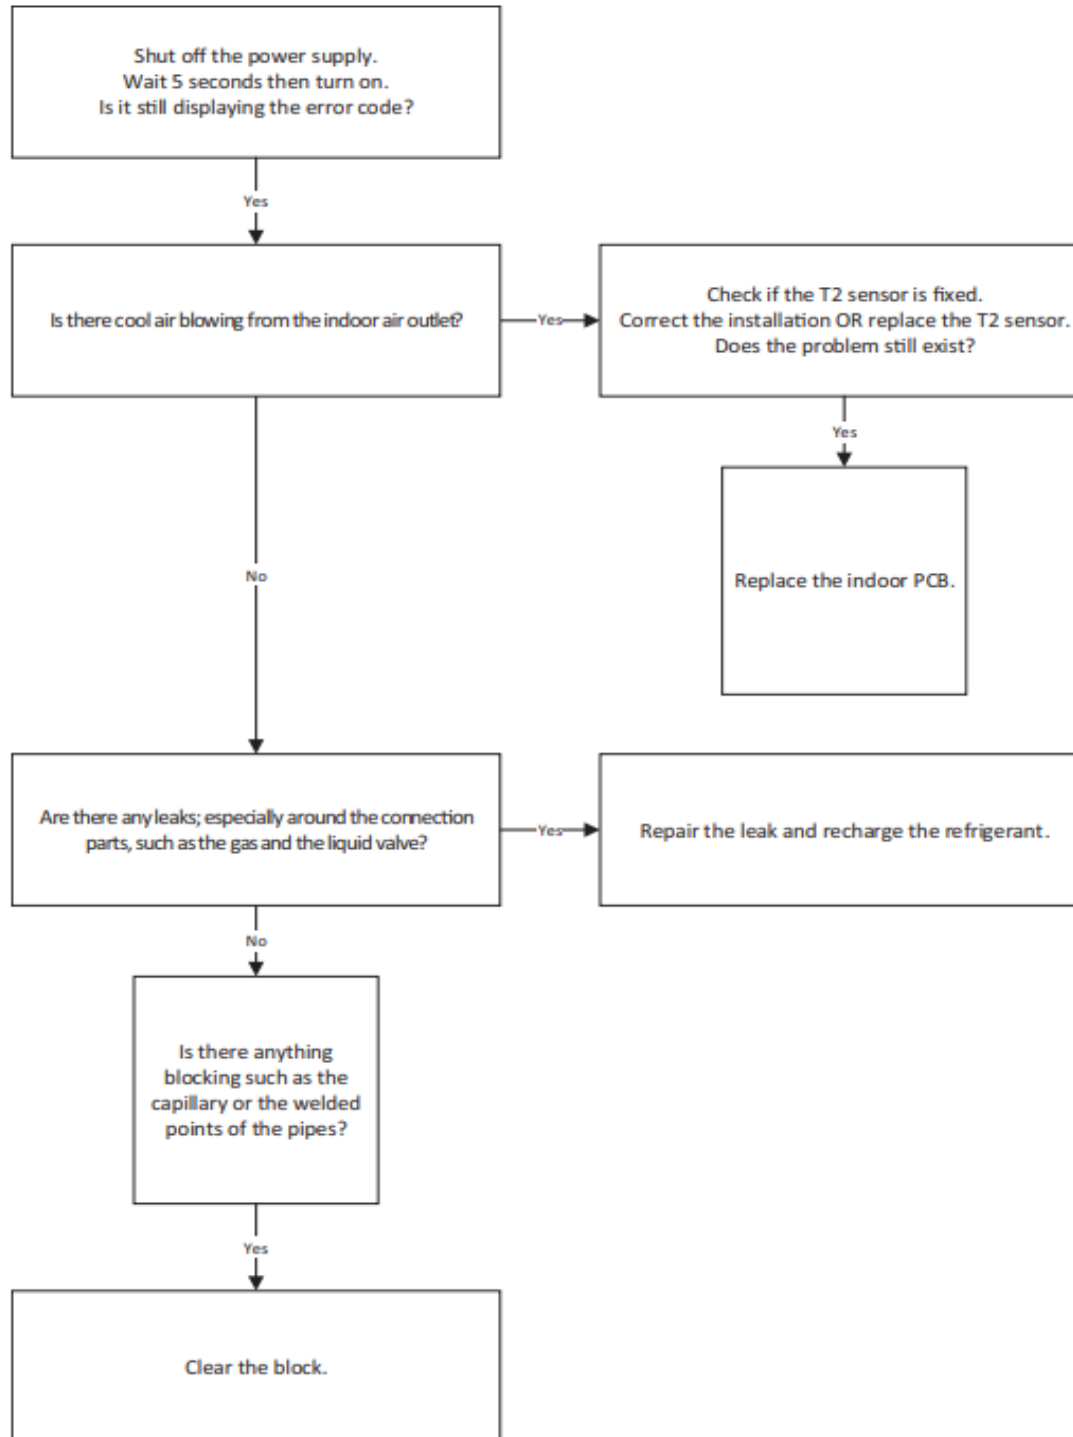 Shut off the power supply.
Wait 5 seconds then turn on.
Is it still displaying the error code?
Yes
Is there cool air blowing from the indoor air outlet?
Yes
Check if the T2 sensor is fixed.
Correct the installation OR replace the T2 sensor.
Does the problem still exist?
Yes
Replace the indoor PCB.
No
Are there any leaks; especially around the connection
parts, such as the gas and the liquid valve?
Yes
Repair the leak and recharge the refrigerant.
No
Is there anything
blocking such as the
capillary or the welded
points of the pipes?
Yes
Clear the block.